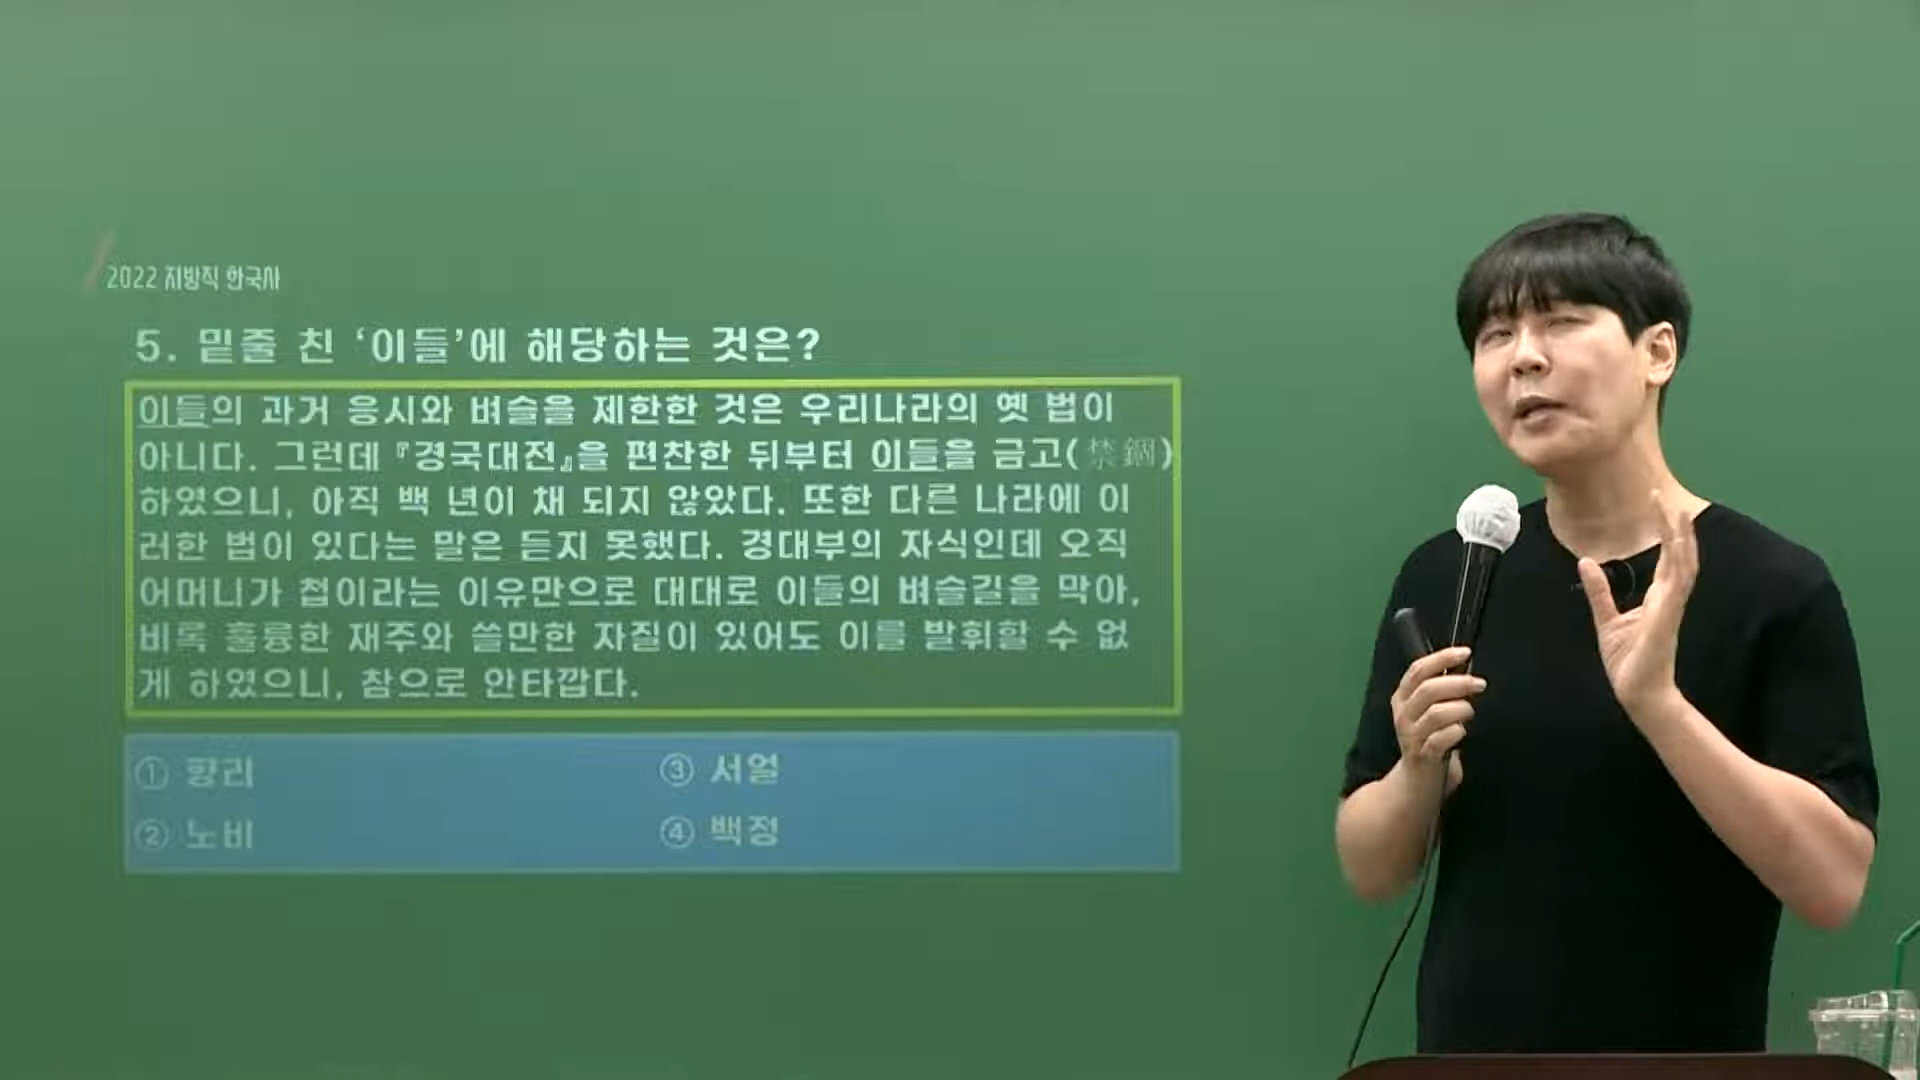 2022 지방직 한국사
5. 밑줄 친 ‘이들’에 해당하는 것은?
이들의 과거 응시와 벼슬을 제한한 것은 우리나라의 옛 법이
아니다. 그런데 『경국대전』을 편찬한 뒤부터 이들을 금고(禁錮)
하였으니, 아직 백 년이 채 되지 않았다. 또한 다른 나라에 이
러한 법이 있다는 말은 듣지 못했다. 경대부의 자식인데 오직
어머니가 첩이라는 이유만으로 대대로 이들의 벼슬길을 막아,
비록 훌륭한 재주와 쓸만한 자질이 있어도 이를 발휘할 수 없
게 하였으니, 참으로 안타깝다.
① 향리
③ 서얼
② 노비
④ 백정